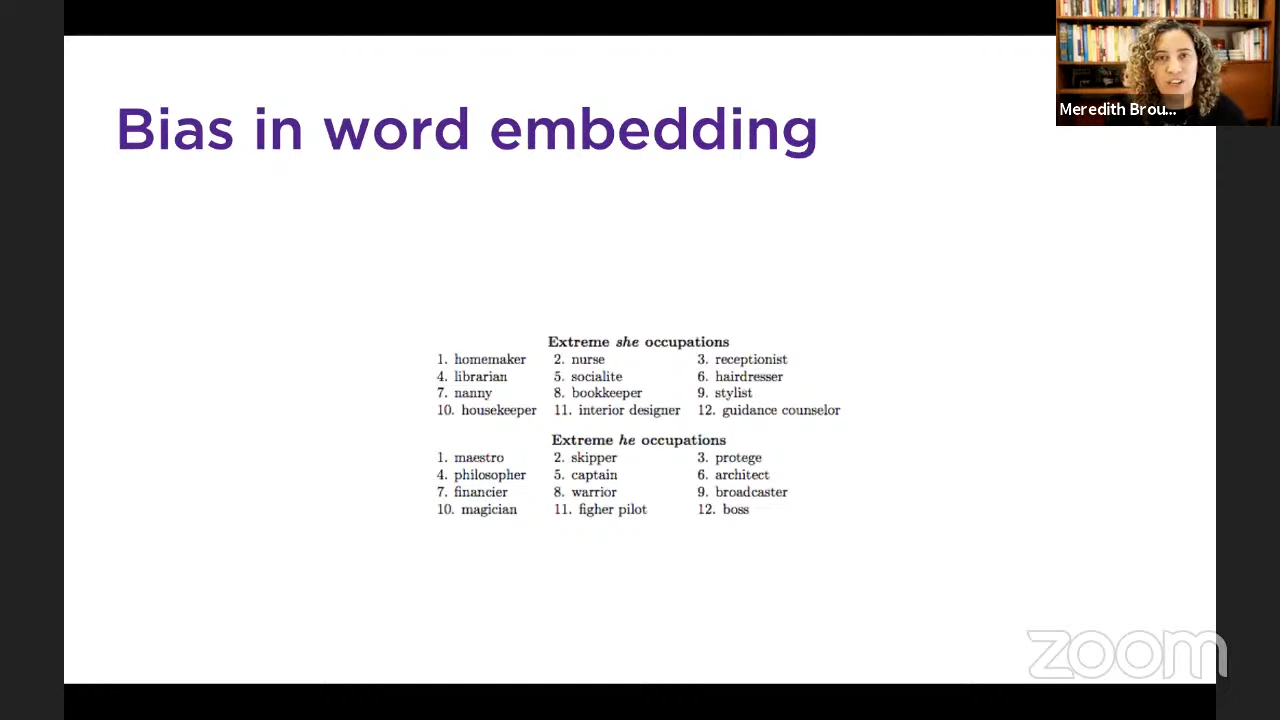 Meredith Brou...
Bias in word embedding
Extreme she occupations
1. homemaker 2. nurse 3. receptionist
4. librarian 5. socialite 6. hairdresser
7. nanny 8. bookkeeper 9. stylist
10. housekeeper 11. interior designer 12. guidance counselor
Extreme he occupations
1. maestro 2. skipper 3. protege
4. philosopher 5. captain 6. architect
7. financier 8. warrior 9. broadcaster
10. magician 11. figher pilot 12. boss
zoom